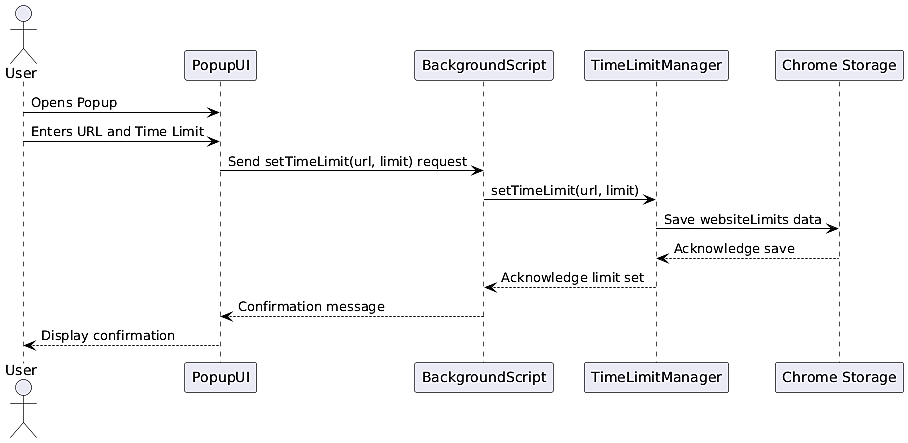 User
PopupUI
BackgroundScript
TimeLimitManager
Chrome Storage
Opens Popup
Enters URL and Time Limit
Send setTimeLimit(url, limit) request
setTimeLimit(url, limit)
Save websiteLimits data
Acknowledge save
Acknowledge limit set
Confirmation message
Display confirmation
User
PopupUI
BackgroundScript
TimeLimitManager
Chrome Storage